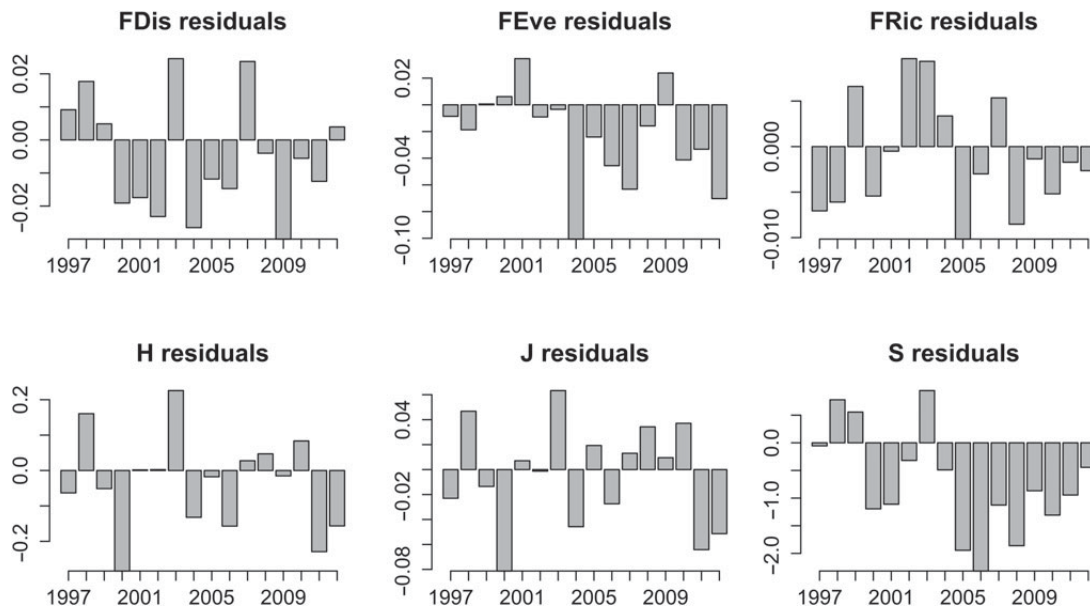 FDis residuals
0.02
0.00
-0.02
1997 2001 2005 2009
FEve residuals
0.02
-0.04
-0.10
1997 2001 2005 2009
FRic residuals
0.000
-0.010
1997 2001 2005 2009
H residuals
0.2
0.0
-0.2
1997 2001 2005 2009
J residuals
0.04
-0.02
-0.08
1997 2001 2005 2009
S residuals
0.0
-1.0
-2.0
1997 2001 2005 2009